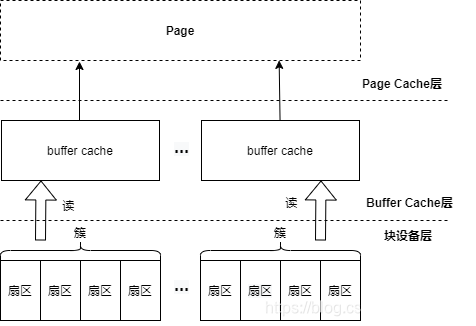 Page
Page Cache层
buffer cache ... buffer cache
读 读 Buffer Cache层
簇 簇 块设备层
扇区 扇区 扇区 扇区 ... 扇区 扇区 扇区 扇区
https://blog.cs